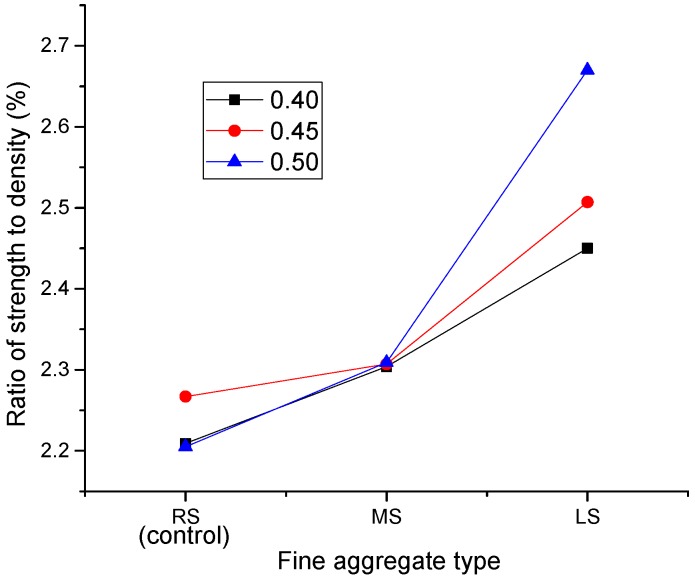 2.7
2.6
2.5
2.4
2.3
2.2
Ratio of strength to density (%)
0.40
0.45
0.50
RS
(control)
MS
LS
Fine aggregate type